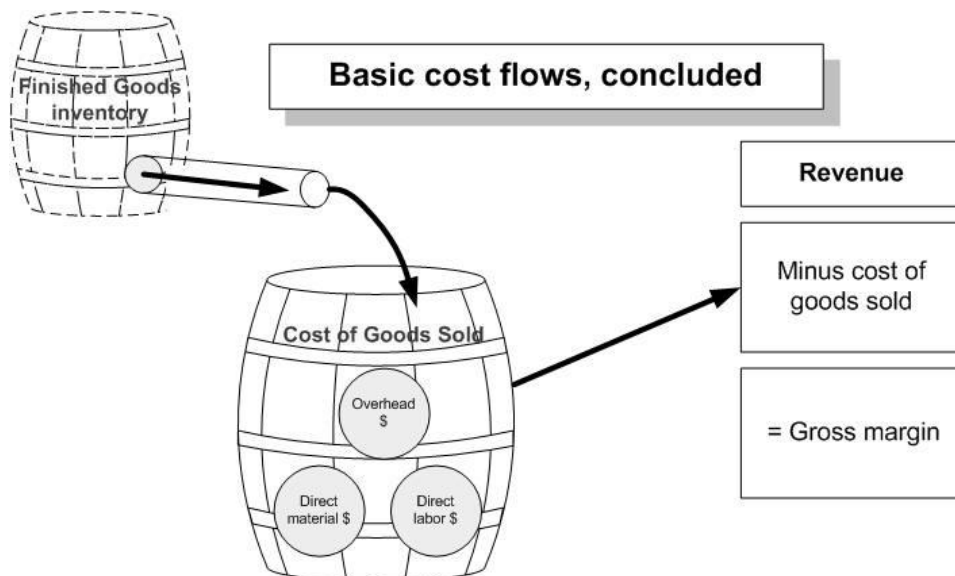 Basic cost flows, concluded
Finished Goods
inventory
Revenue
Minus cost of
goods sold
= Gross margin
Cost of Goods Sold
Overhead
$
Direct
material $
Direct
labor $